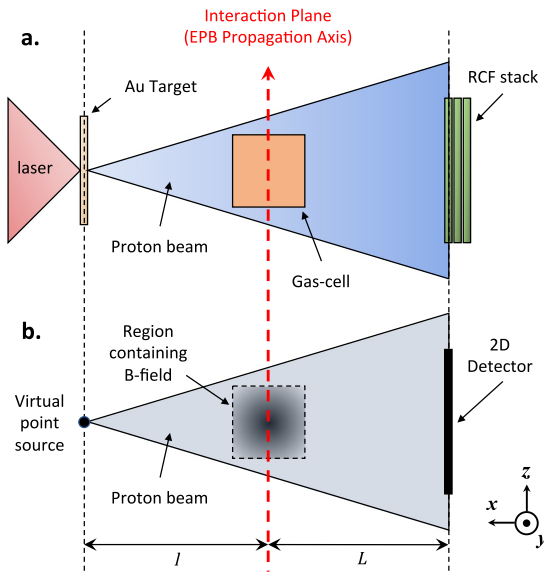 Interaction Plane
(EPB Propagation Axis)
a.
Au Target
RCF stack
laser
Proton beam
Gas-cell
b.
Region
containing
B-field
2D
Detector
Virtual
point
source
Proton beam
z
x
y
l
L